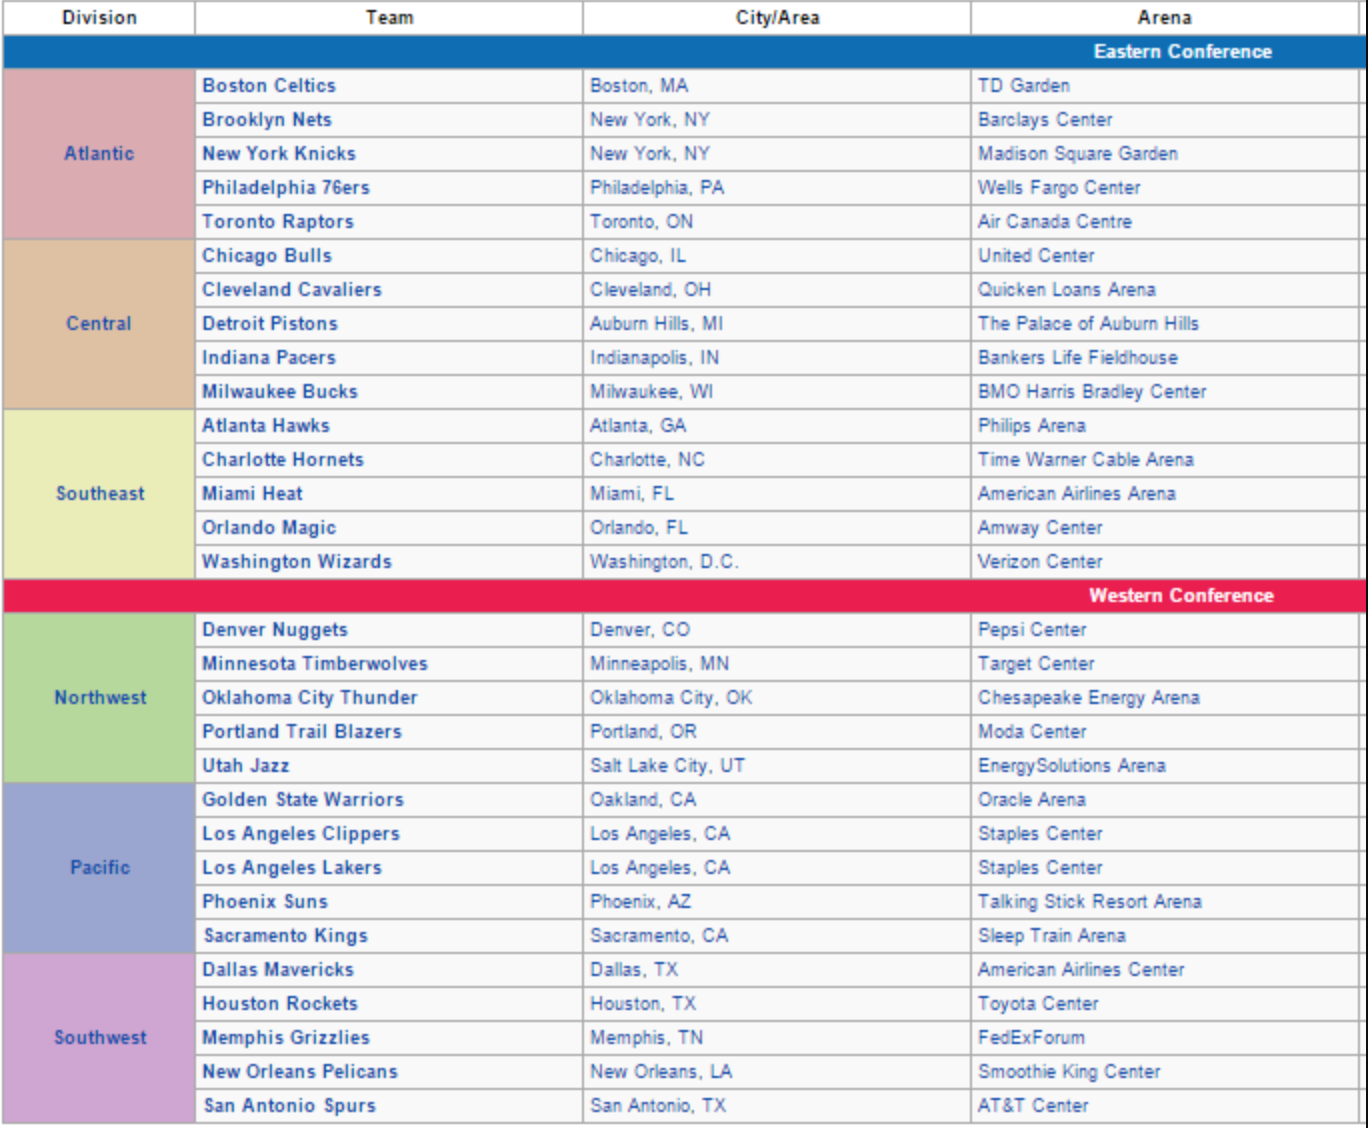 Division Team City/Area Arena
Eastern Conference
Boston Celtics Boston, MA TD Garden
Brooklyn Nets New York, NY Barclays Center
Atlantic New York Knicks New York, NY Madison Square Garden
Philadelphia 76ers Philadelphia, PA Wells Fargo Center
Toronto Raptors Toronto, ON Air Canada Centre
Chicago Bulls Chicago, IL United Center
Cleveland Cavaliers Cleveland, OH Quicken Loans Arena
Central Detroit Pistons Auburn Hills, MI The Palace of Auburn Hills
Indiana Pacers Indianapolis, IN Bankers Life Fieldhouse
Milwaukee Bucks Milwaukee, WI BMO Harris Bradley Center
Atlanta Hawks Atlanta, GA Philips Arena
Charlotte Hornets Charlotte, NC Time Warner Cable Arena
Southeast Miami Heat Miami, FL American Airlines Arena
Orlando Magic Orlando, FL Amway Center
Washington Wizards Washington, D.C. Verizon Center
Western Conference
Denver Nuggets Denver, CO Pepsi Center
Minnesota Timberwolves Minneapolis, MN Target Center
Northwest Oklahoma City Thunder Oklahoma City, OK Chesapeake Energy Arena
Portland Trail Blazers Portland, OR Moda Center
Utah Jazz Salt Lake City, UT EnergySolutions Arena
Golden State Warriors Oakland, CA Oracle Arena
Los Angeles Clippers Los Angeles, CA Staples Center
Pacific Los Angeles Lakers Los Angeles, CA Staples Center
Phoenix Suns Phoenix, AZ Talking Stick Resort Arena
Sacramento Kings Sacramento, CA Sleep Train Arena
Dallas Mavericks Dallas, TX American Airlines Center
Houston Rockets Houston, TX Toyota Center
Southwest Memphis Grizzlies Memphis, TN FedExForum
New Orleans Pelicans New Orleans, LA Smoothie King Center
San Antonio Spurs San Antonio, TX AT&T Center